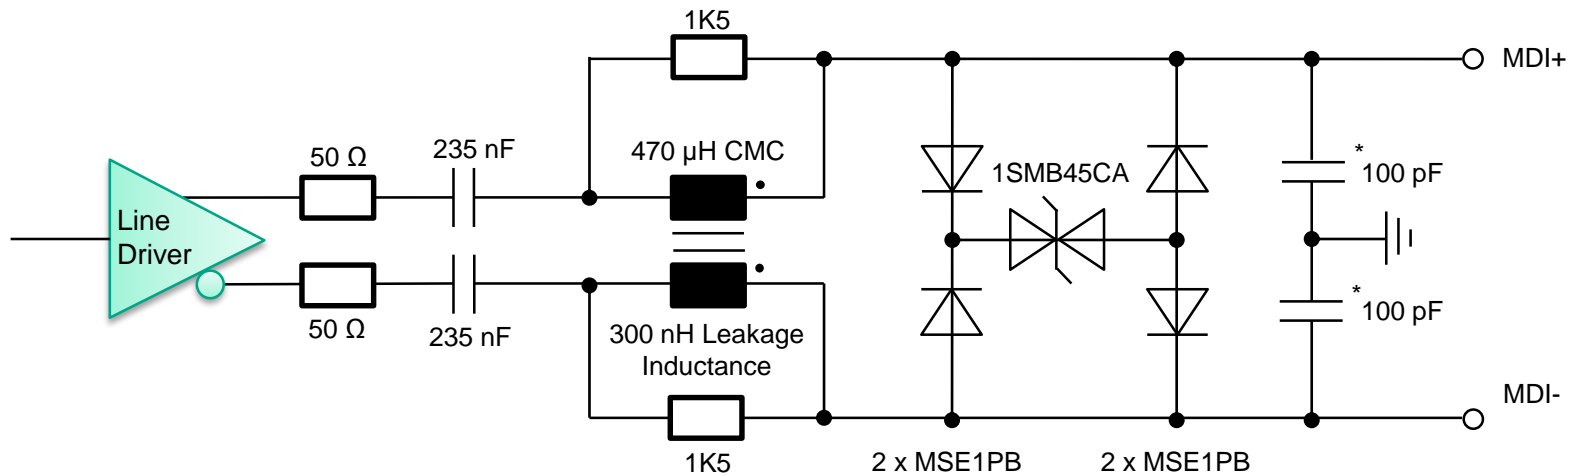 1K5
MDI+
50 Ω
235 nF
470 µH CMC
1SMB45CA
*
100 pF
Line
Driver
*
100 pF
50 Ω
235 nF
300 nH Leakage
Inductance
MDI-
1K5
2 x MSE1PB
2 x MSE1PB